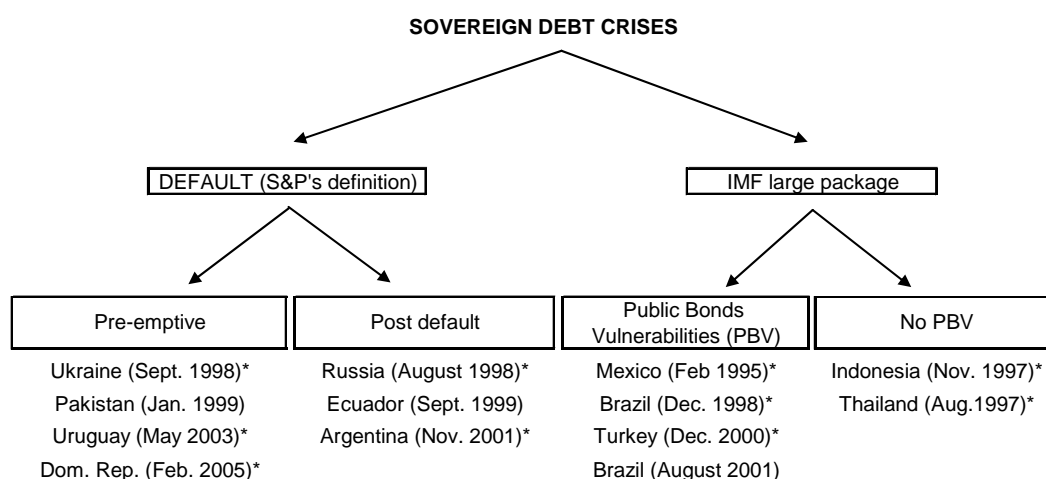 SOVEREIGN DEBT CRISES
DEFAULT (S&P's definition)
IMF large package
Pre-emptive
Post default
Public Bonds
Vulnerabilities (PBV)
No PBV
Ukraine (Sept. 1998)*
Russia (August 1998)*
Mexico (Feb 1995)*
Indonesia (Nov. 1997)*
Pakistan (Jan. 1999)
Ecuador (Sept. 1999)
Brazil (Dec. 1998)*
Thailand (Aug.1997)*
Uruguay (May 2003)*
Argentina (Nov. 2001)*
Turkey (Dec. 2000)*
Dom. Rep. (Feb. 2005)*
Brazil (August 2001)